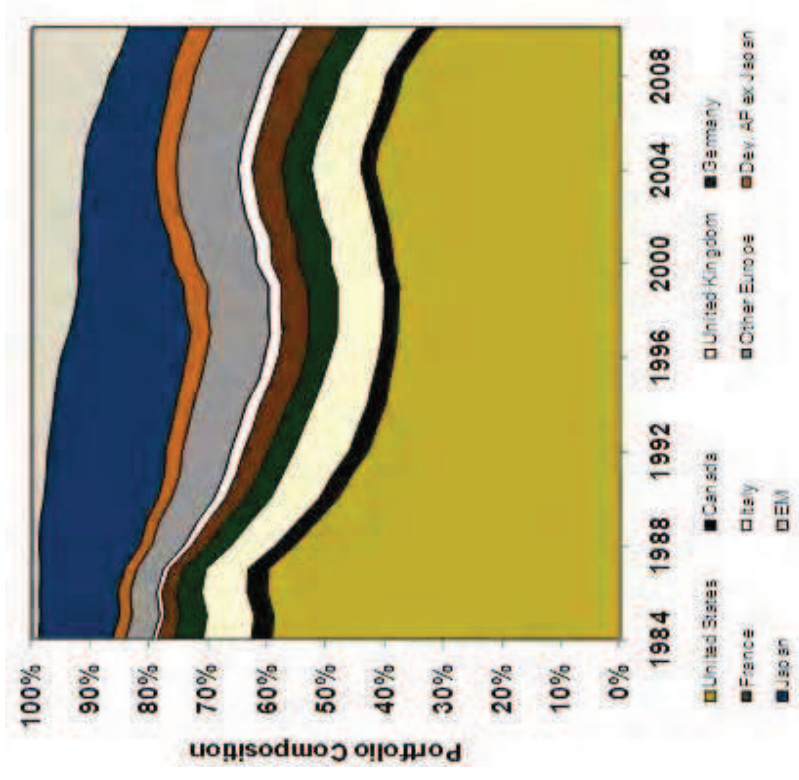 Portfolio Composition
100%
90%
80%
70%
60%
50%
40%
30%
20%
10%
0%
1984 1988 1992 1996 2000 2004 2008
United States Canada United Kingdom Germany
France Italy Other Europe Dev. AP ex Japan
Japan EM